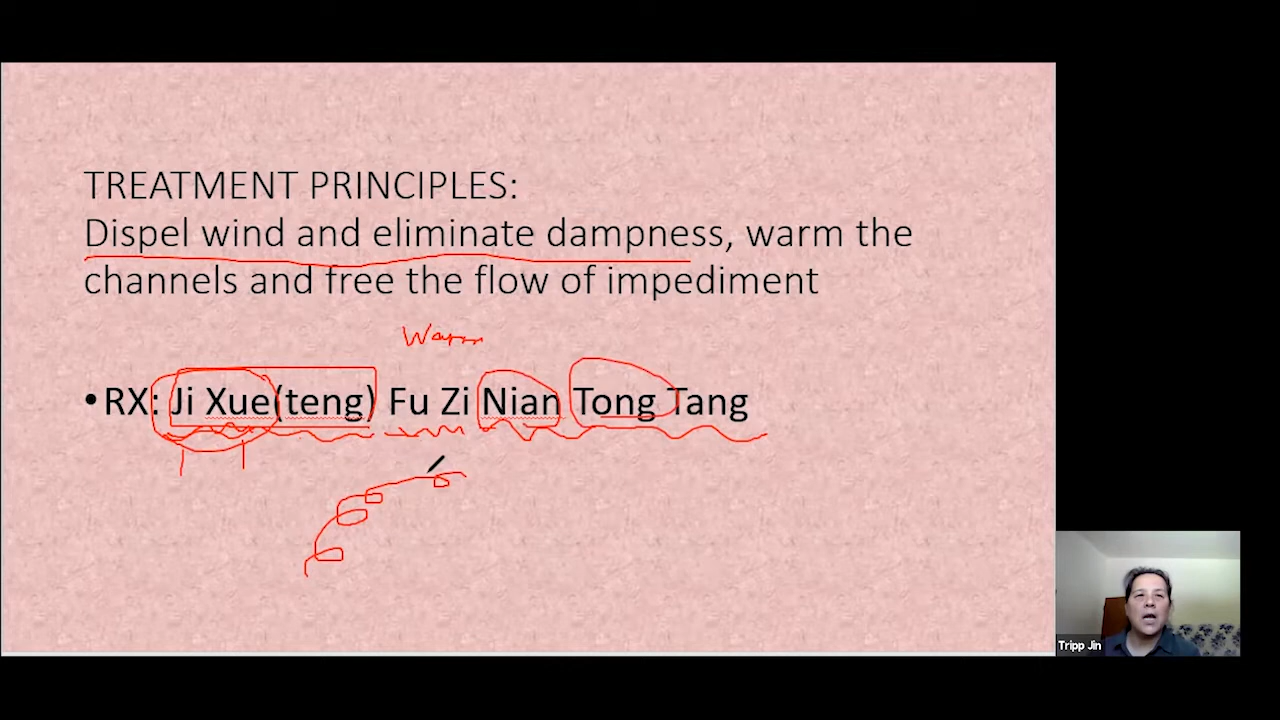 TREATMENT PRINCIPLES:
Dispel wind and eliminate dampness, warm the
channels and free the flow of impediment
Warm
•RX: Ji Xue(teng) Fu Zi Nian Tong Tang
Tripp Jin